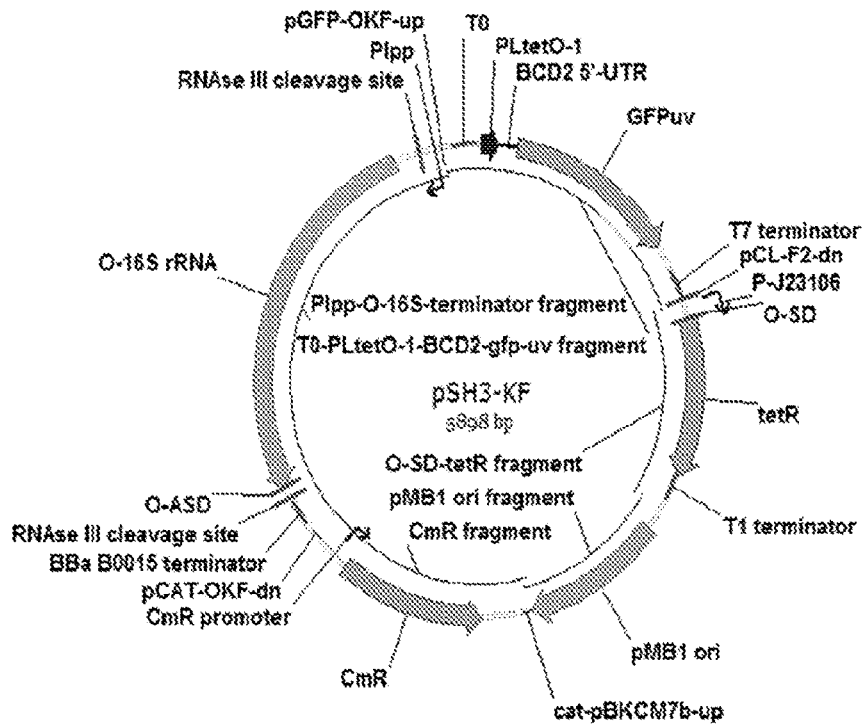 pGFP-OKF-up
T0
Plpp
PLtetO-1
RNAse III cleavage site
BCD2 5'-UTR
GFPuv
T7 terminator
pCL-F2-dn
P-J23106
O-SD
O-16S rRNA
Plpp-O-16S-terminator fragment
T0-PLtetO-1-BCD2-gfp-uv fragment
pSH3-KF
9898 bp
tetR
O-SD-tetR fragment
pMB1 ori fragment
CmR fragment
O-ASD
RNAse III cleavage site
BBa B0015 terminator
pCAT-OKF-dn
CmR promoter
T1 terminator
CmR
pMB1 ori
cat-pBKCM7b-up